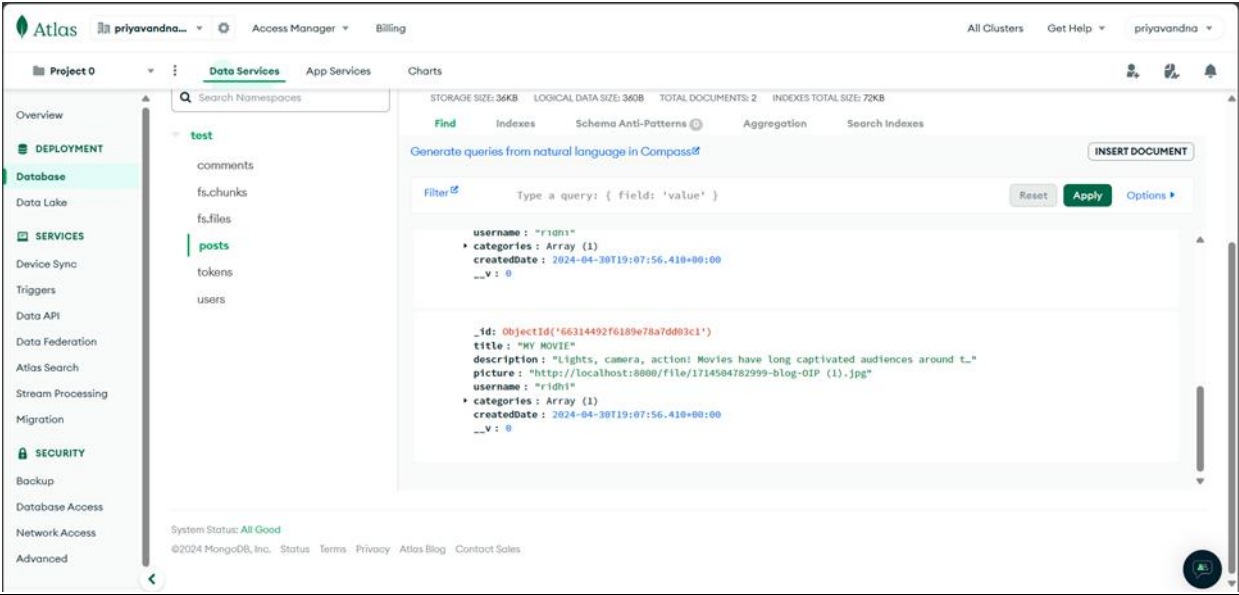 Atlas
priyavandna...
Access Manager
Billing
All Clusters
Get Help
priyavandna
Project 0
Data Services
App Services
Charts
Overview
DEPLOYMENT
Database
Data Lake
SERVICES
Device Sync
Triggers
Data API
Data Federation
Atlas Search
Stream Processing
Migration
SECURITY
Backup
Database Access
Network Access
Advanced
Search Namespaces
test
comments
fs.chunks
fs.files
posts
tokens
users
STORAGE SIZE: 36KB LOGICAL DATA SIZE: 360B TOTAL DOCUMENTS: 2 INDEXES TOTAL SIZE: 72KB
Find Indexes Schema Anti-Patterns 0 Aggregation Search Indexes
Generate queries from natural language in Compass
INSERT DOCUMENT
Filter
Type a query: { field: 'value' }
Reset
Apply
Options
username : "ridhi"
categories : Array (1)
createdDate : 2024-04-30T19:07:56.410+00:00
__v : 0
_id: ObjectId('66314492f6189e78a7dd03c1')
title : "MY MOVIE"
description : "Lights, camera, action! Movies have long captivated audiences around t…"
picture : "http://localhost:8000/file/1714504782999-blog-OIP (1).jpg"
username : "ridhi"
categories : Array (1)
createdDate : 2024-04-30T19:07:56.410+00:00
__v : 0
System Status: All Good
©2024 MongoDB, Inc. Status Terms Privacy Atlas Blog Contact Sales